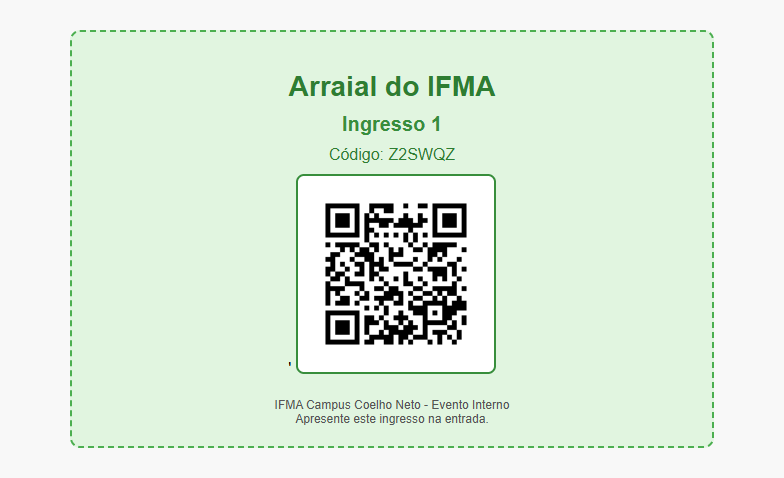 Arraial do IFMA
Ingresso 1
Código: Z2SWQZ
'
IFMA Campus Coelho Neto - Evento Interno
Apresente este ingresso na entrada.